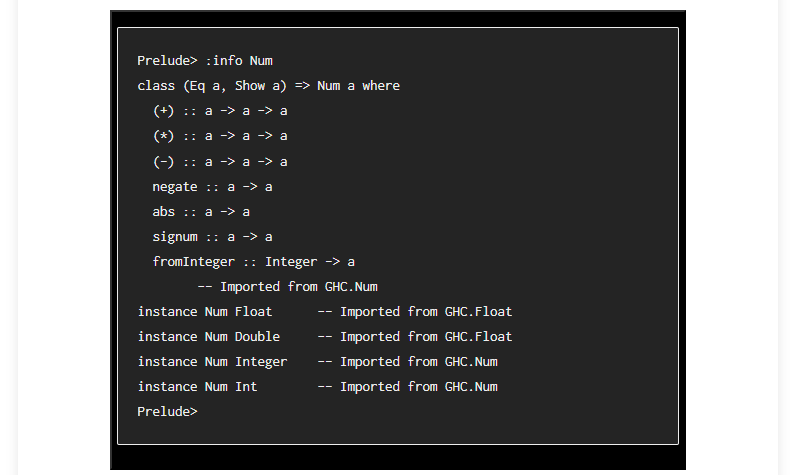 Prelude> :info Num
class (Eq a, Show a) => Num a where
  (+) :: a -> a -> a
  (*) :: a -> a -> a
  (-) :: a -> a -> a
  negate :: a -> a
  abs :: a -> a
  signum :: a -> a
  fromInteger :: Integer -> a
        -- Imported from GHC.Num
instance Num Float      -- Imported from GHC.Float
instance Num Double     -- Imported from GHC.Float
instance Num Integer    -- Imported from GHC.Num
instance Num Int        -- Imported from GHC.Num
Prelude>